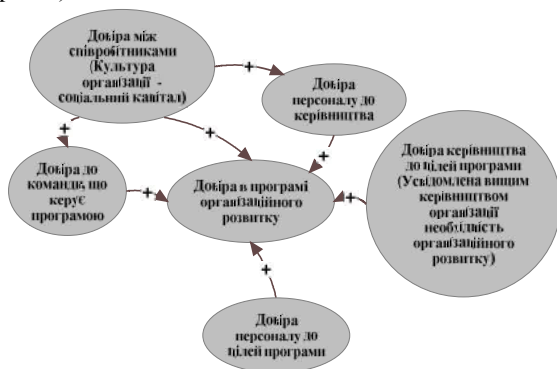 Довіра між
співробітниками
(Культура
організації -
соціальний капітал)
+
Довіра
персоналу до
керівництва
+
+
+
Довіра до
команди, що
керує
програмою
+
Довіра в програмі
організаційного
розвитку
+
Довіра керівництва
до цілей програми
(Усвідомлена вищим
керівництвом
організації
необхідність
організаційного
розвитку)
+
Довіра
персоналу до
цілей програми